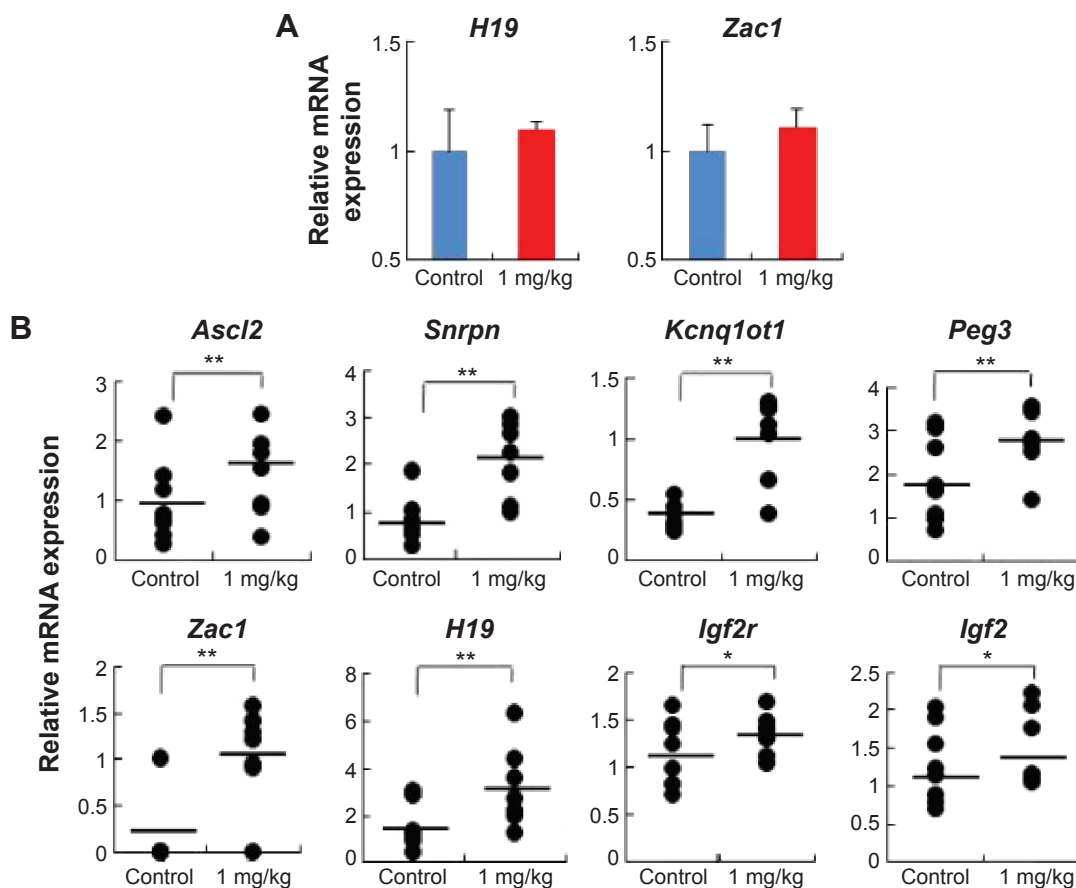 A
H19
Zac1
Relative mRNA
expression
1.5
1
0.5
Control
1 mg/kg
1.5
1
0.5
Control
1 mg/kg
B
Relative mRNA expression
Ascl2
**
3
2
1
0
Control
1 mg/kg
Snrpn
**
4
3
2
1
0
Control
1 mg/kg
Kcnq1ot1
**
1.5
1
0.5
0
Control
1 mg/kg
Peg3
**
4
3
2
1
0
Control
1 mg/kg
Zac1
**
2
1.5
1
0.5
0
Control
1 mg/kg
H19
**
8
6
4
2
0
Control
1 mg/kg
Igf2r
*
2
1.5
1
0.5
0
Control
1 mg/kg
Igf2
*
2.5
2
1.5
1
0.5
0
Control
1 mg/kg